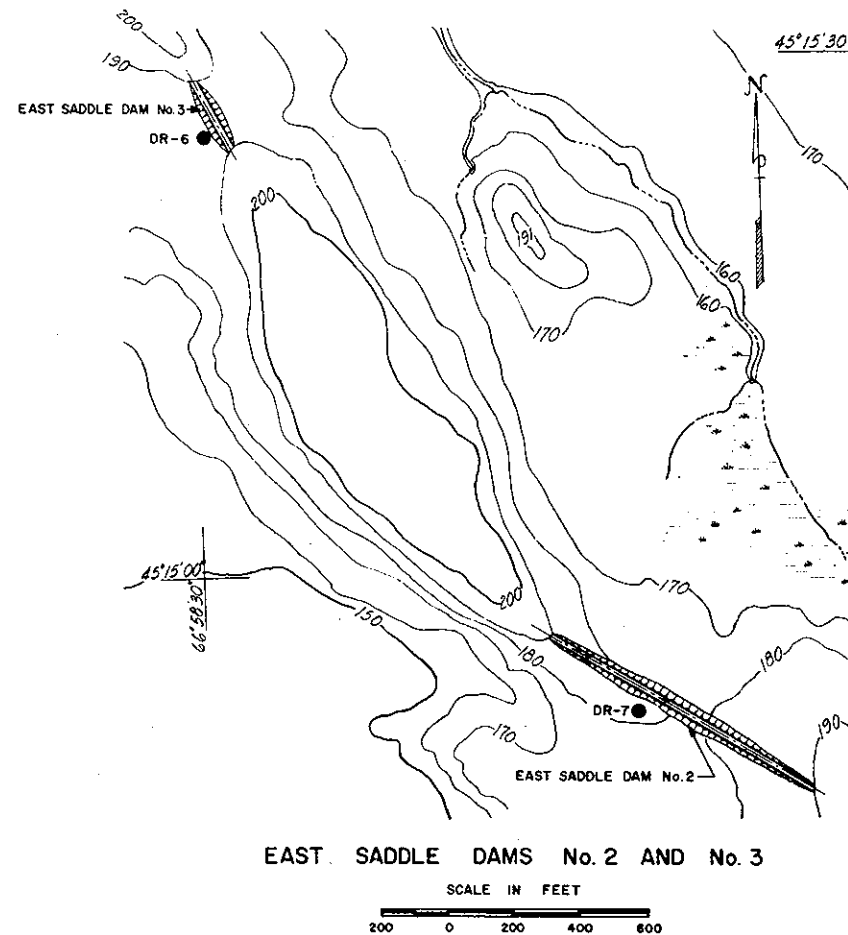 200
45°15'30
190
N
EAST SADDLE DAM No.3
DR-6
170
200
191
160
160
170
45°15'00"
66°58'30"
150
200
170
180
180
DR-7
170
190
EAST SADDLE DAM No.2
EAST SADDLE DAMS No. 2 AND No. 3
SCALE IN FEET
200 0 200 400 600